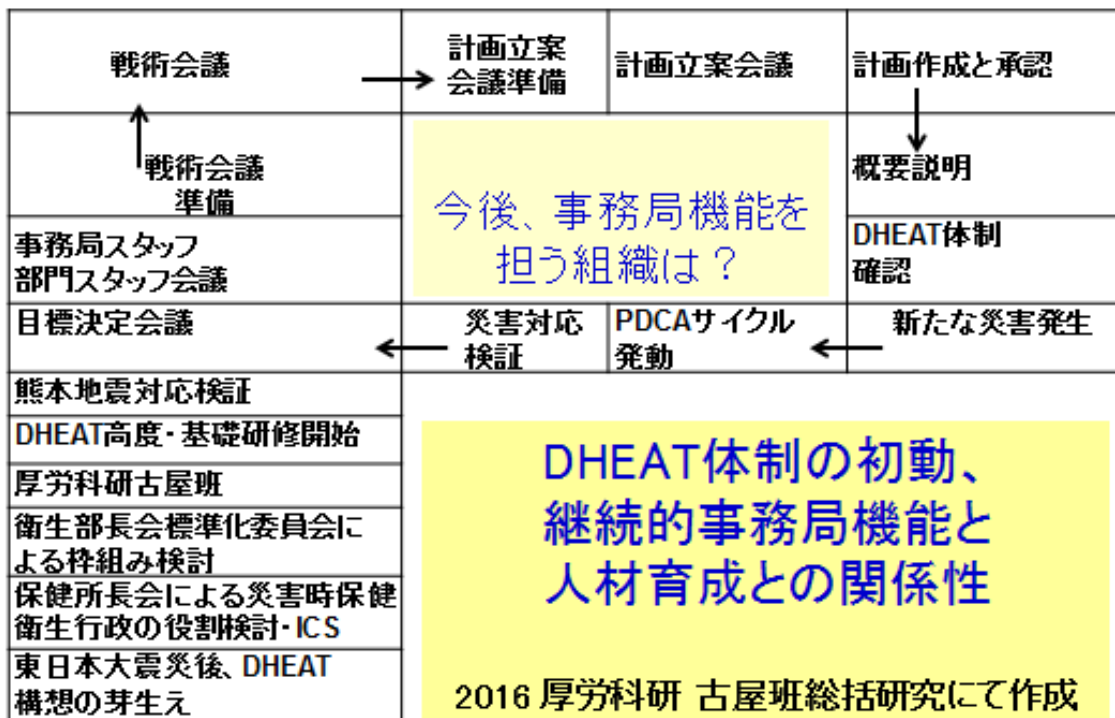 戦術会議
計画立案
会議準備
計画立案会議
計画作成と承認
戦術会議
準備
今後、事務局機能を
担う組織は？
概要説明
事務局スタッフ
部門スタッフ会議
DHEAT体制
確認
目標決定会議
災害対応
検証
PDCAサイクル
発動
新たな災害発生
熊本地震対応検証
DHEAT高度・基礎研修開始
厚労科研古屋班
衛生部長会標準化委員会に
よる枠組み検討
保健所長会による災害時保健
衛生行政の役割検討・ICS
東日本大震災後、DHEAT
構想の芽生え
DHEAT体制の初動、
継続的事務局機能と
人材育成との関係性
2016 厚労科研 古屋班総括研究にて作成